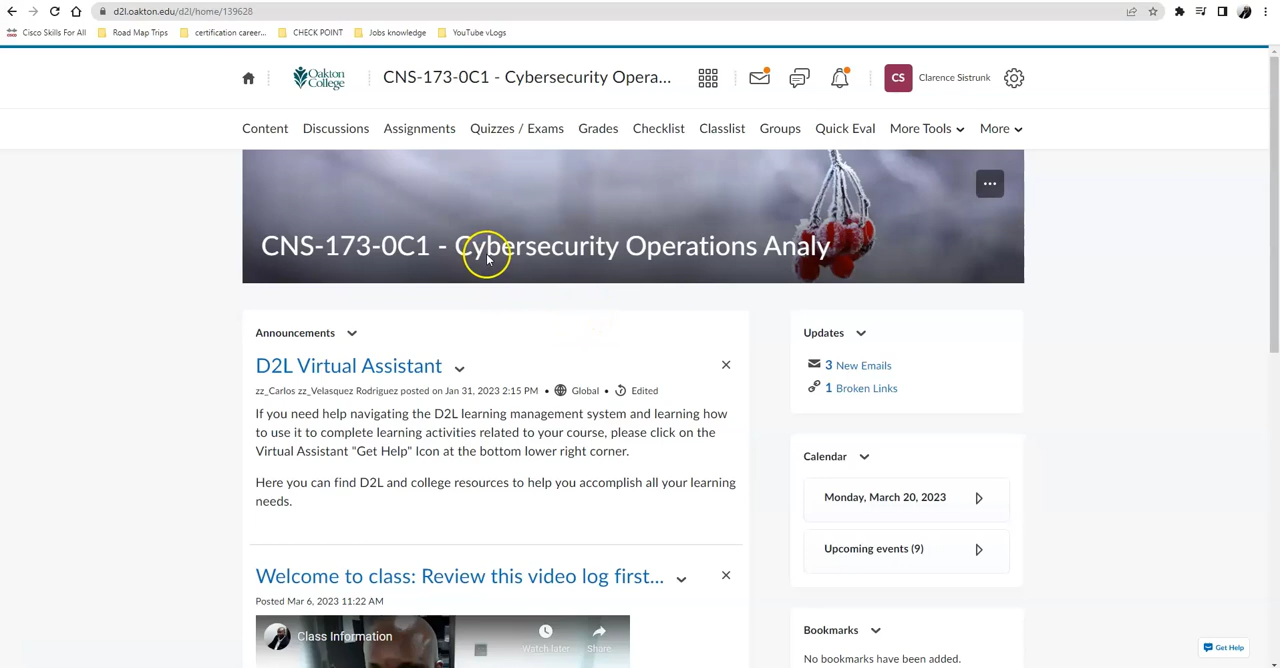 d2l.oakton.edu/d2l/home/139628
Cisco Skills For All Road Map Trips certification career... CHECK POINT Jobs knowledge YouTube vLogs
Oakton College CNS-173-0C1 - Cybersecurity Opera... CS Clarence Sistrunk
Content Discussions Assignments Quizzes / Exams Grades Checklist Classlist Groups Quick Eval More Tools More
CNS-173-0C1 - Cybersecurity Operations Analy
Announcements
D2L Virtual Assistant
zz_Carlos zz_Velasquez Rodriguez posted on Jan 31, 2023 2:15 PM • Global • Edited
If you need help navigating the D2L learning management system and learning how
to use it to complete learning activities related to your course, please click on the
Virtual Assistant "Get Help" Icon at the bottom lower right corner.
Here you can find D2L and college resources to help you accomplish all your learning
needs.
Welcome to class: Review this video log first...
Posted Mar 6, 2023 11:22 AM
Class Information
Watch later Share
Updates
3 New Emails
1 Broken Links
Calendar
Monday, March 20, 2023
Upcoming events (9)
Bookmarks
No bookmarks have been added.
Get Help